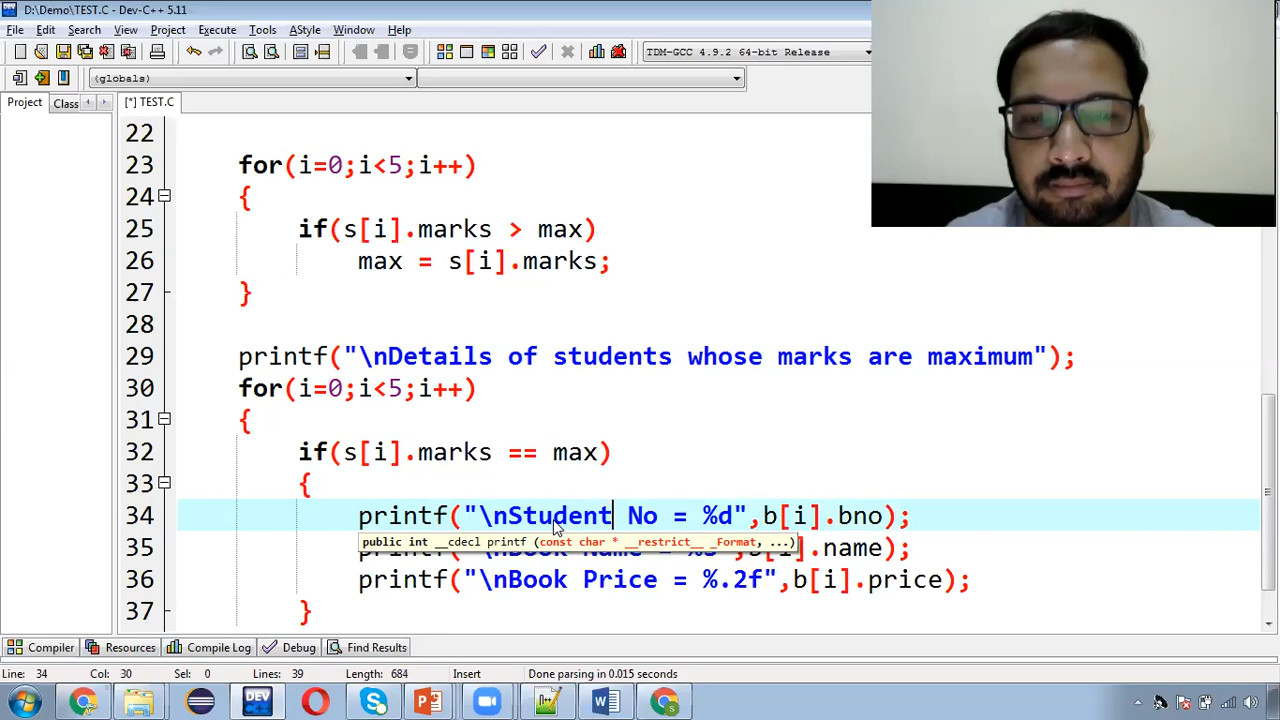 D:\Demo\TEST.C - Dev-C++ 5.11
File Edit Search View Project Execute Tools AStyle Window Help
TDM-GCC 4.9.2 64-bit Release
(globals)
Project Class [*] TEST.C
22
23 for(i=0;i<5;i++)
24 {
25 if(s[i].marks > max)
26 max = s[i].marks;
27 }
28
29 printf("\nDetails of students whose marks are maximum");
30 for(i=0;i<5;i++)
31 {
32 if(s[i].marks == max)
33 {
34 printf("\nStudent No = %d",b[i].bno);
public int __cdecl printf (const char * __restrict__ _Format, ...)
35 printf("\nBook Name = %s",b[i].name);
36 printf("\nBook Price = %.2f",b[i].price);
37 }
Compiler Resources Compile Log Debug Find Results
Line: 34 Col: 30 Sel: 0 Lines: 39 Length: 684 Insert Done parsing in 0.015 seconds
DEV